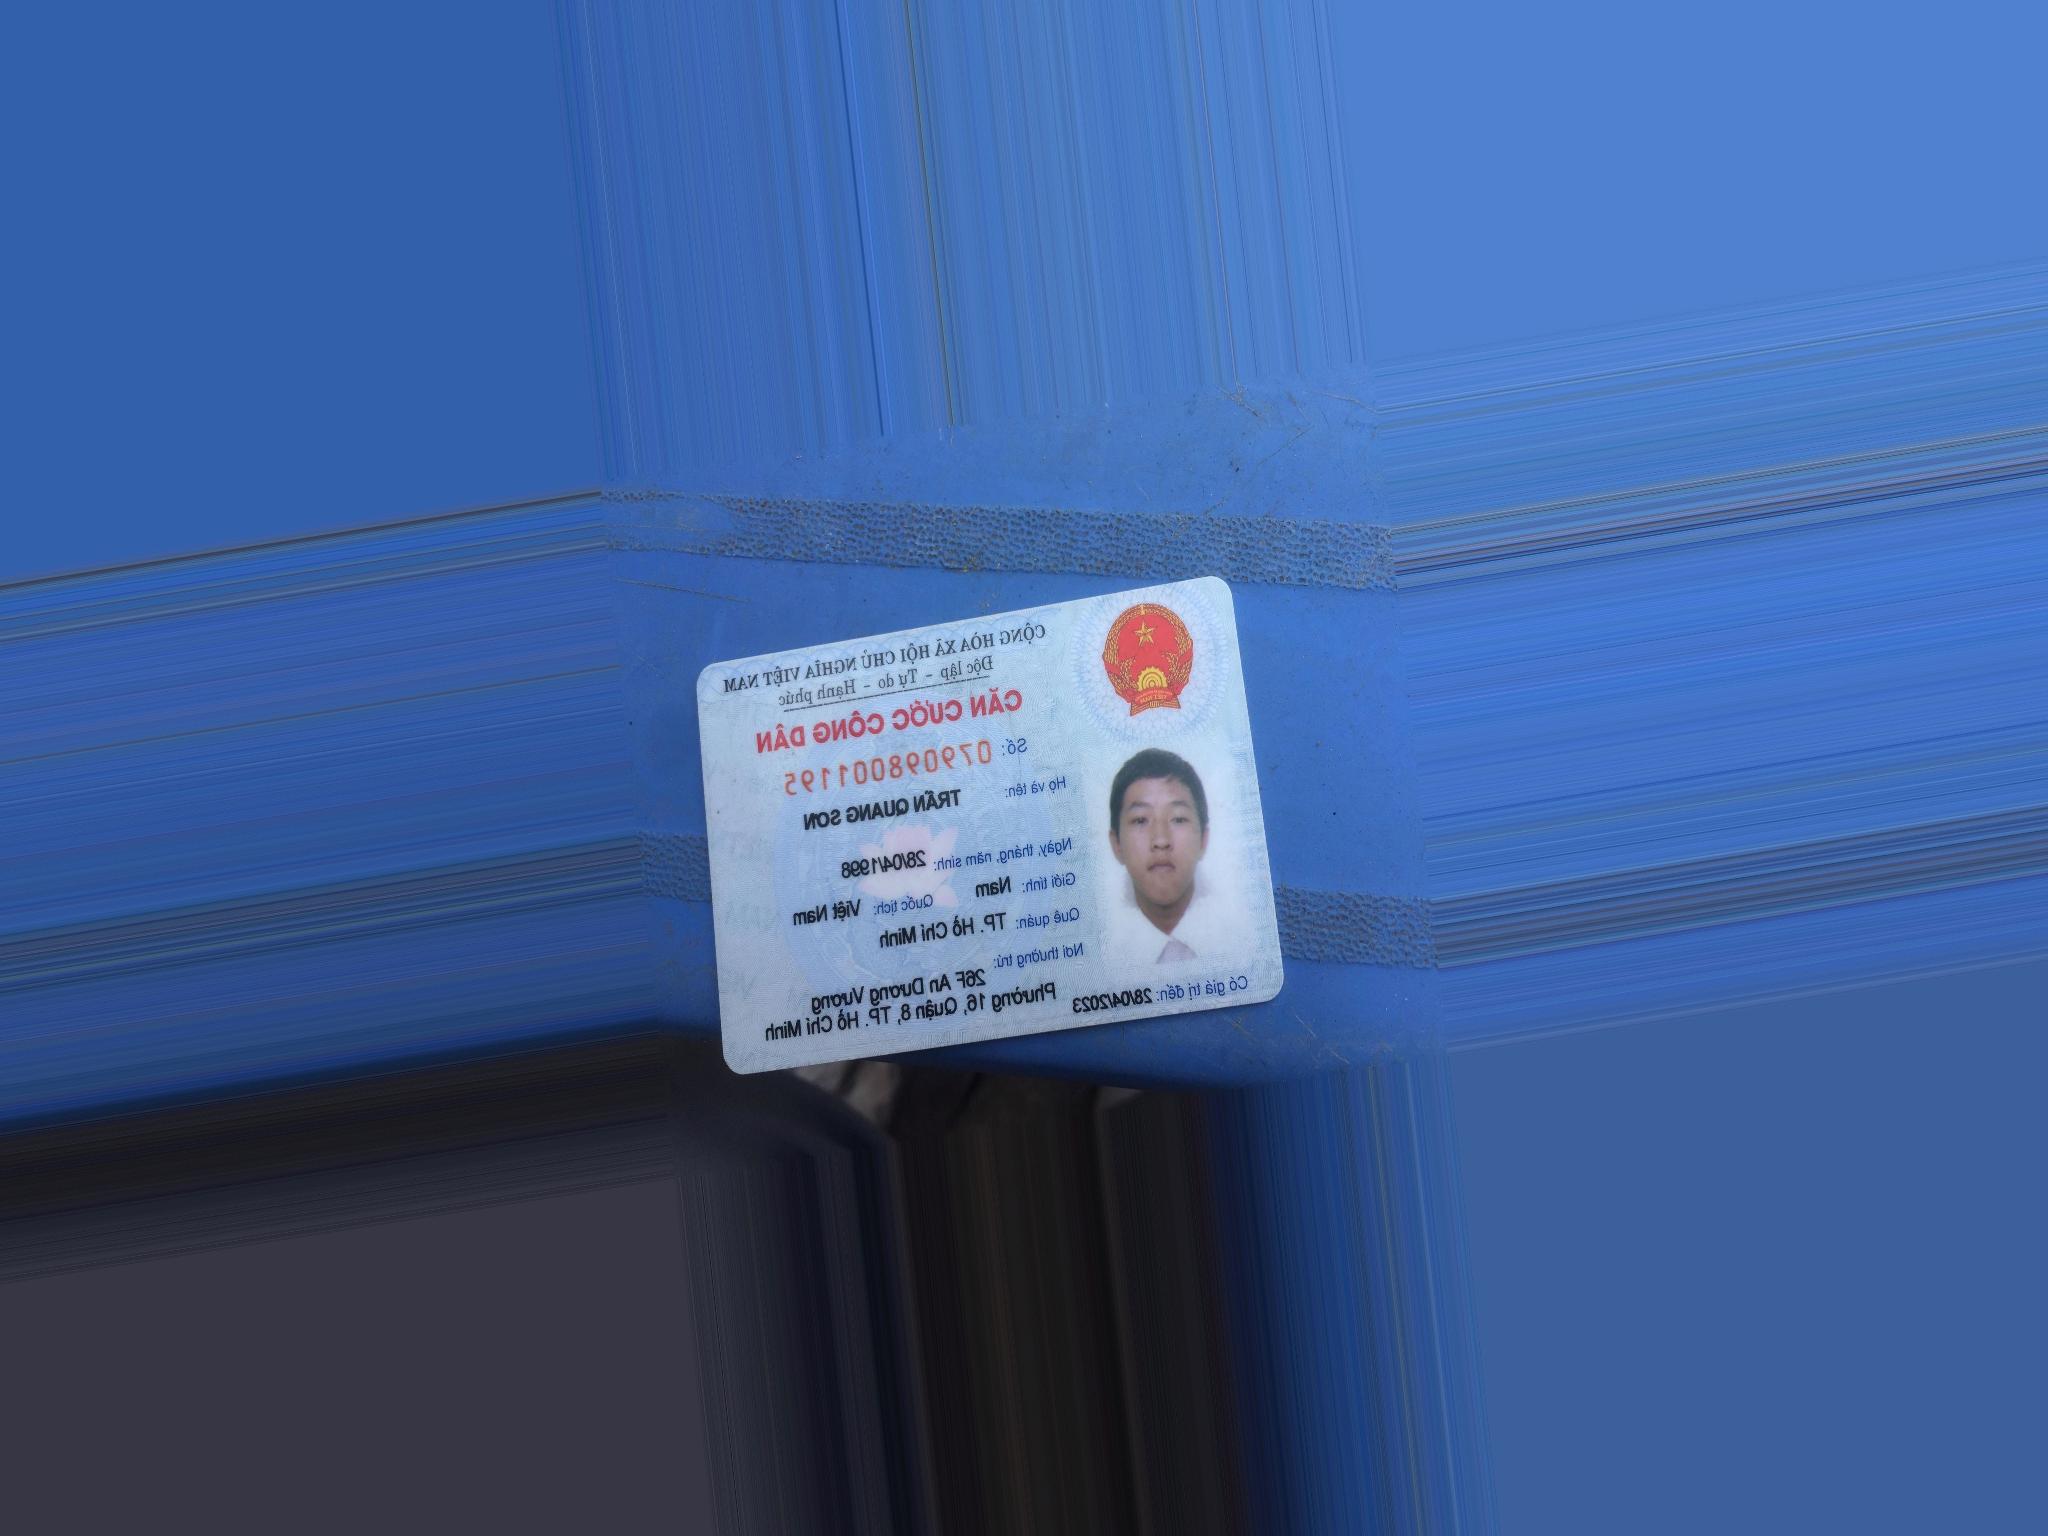 CỘNG HÒA XÃ HỘI CHỦ NGHĨA VIỆT NAM
Độc lập - Tự do - Hạnh phúc
CĂN CƯỚC CÔNG DÂN
Số: 079098001195
Họ và tên: TRẦN QUANG SƠN
Ngày, tháng, năm sinh: 28/04/1998
Giới tính: Nam Quốc tịch: Việt Nam
Quê quán: TP. Hồ Chí Minh
Nơi thường trú: 26F An Dương Vương
Phường 16, Quận 8, TP. Hồ Chí Minh
Có giá trị đến: 28/04/2023